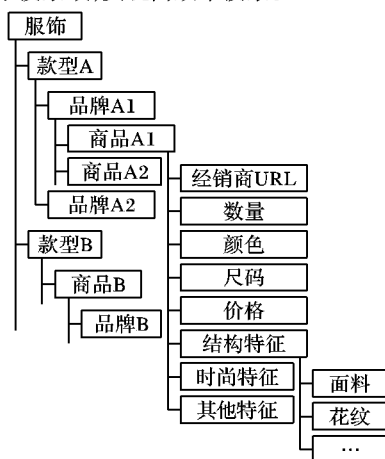 服饰
款型A
品牌A1
商品A1
商品A2
品牌A2
款型B
商品B
品牌B
经销商URL
数量
颜色
尺码
价格
结构特征
时尚特征
其他特征
面料
花纹
…